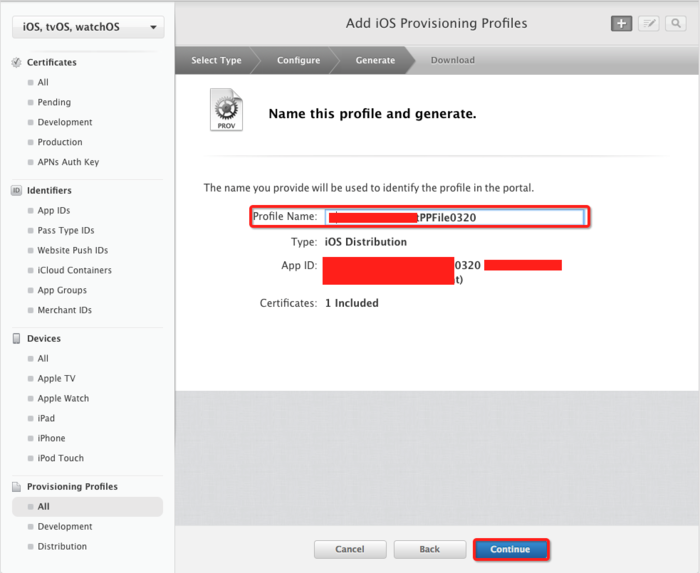 iOS, tvOS, watchOS
Add iOS Provisioning Profiles
Certificates
All
Pending
Development
Production
APNs Auth Key
ID Identifiers
App IDs
Pass Type IDs
Website Push IDs
iCloud Containers
App Groups
Merchant IDs
Devices
All
Apple TV
Apple Watch
iPad
iPhone
iPod Touch
Provisioning Profiles
All
Development
Distribution
Select Type
Configure
Generate
Download
PROV
Name this profile and generate.
The name you provide will be used to identify the profile in the portal.
Profile Name: tPPFile0320
Type: iOS Distribution
App ID: 0320
t)
Certificates: 1 Included
Cancel
Back
Continue